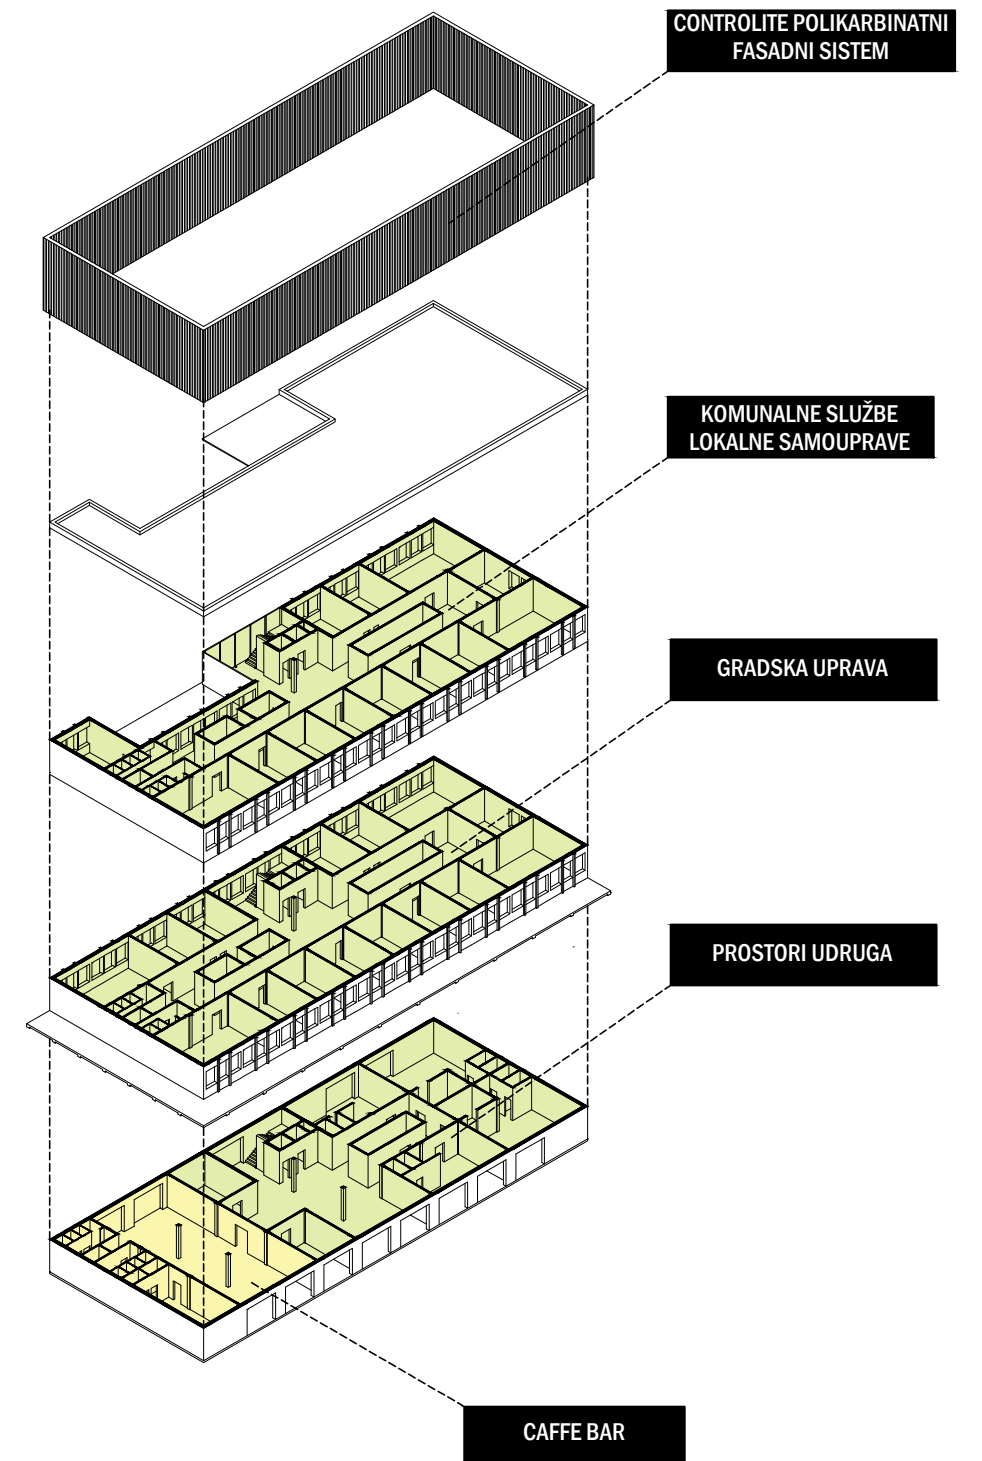 CONTROLITE POLIKARBINATNI
FASADNI SISTEM
KOMUNALNE SLUŽBE
LOKALNE SAMOUPRAVE
GRADSKA UPRAVA
PROSTORI UDRUGA
CAFFE BAR